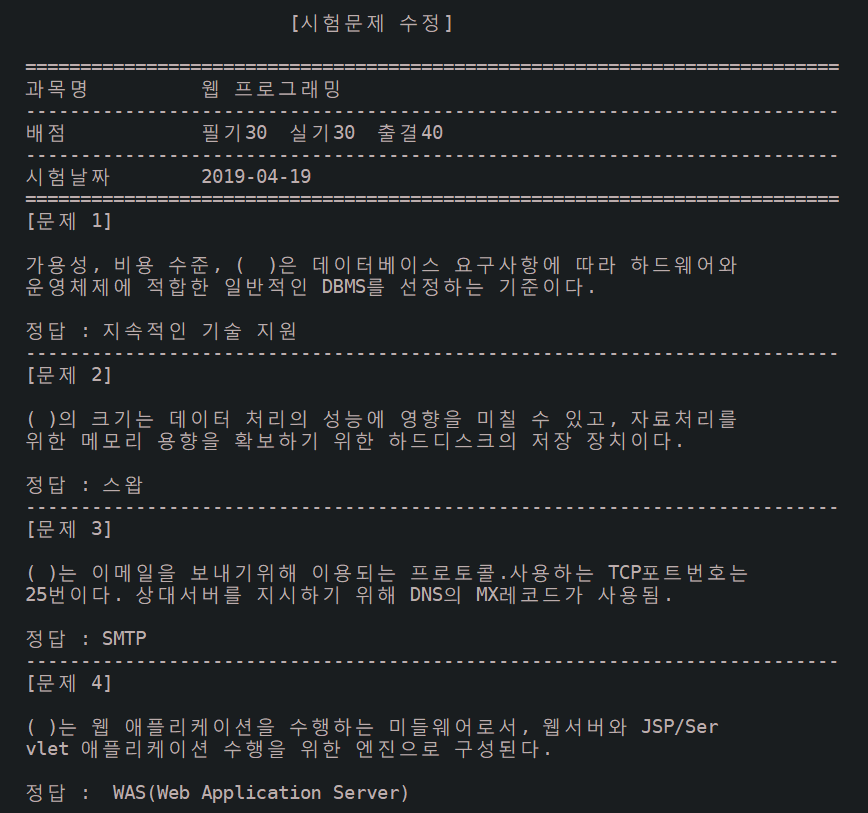 [시험문제 수정]
==========================================================================
과목명 웹 프로그래밍
--------------------------------------------------------------------------
배점 필기30 실기30 출결40
--------------------------------------------------------------------------
시험날짜 2019-04-19
==========================================================================
[문제 1]
가용성, 비용 수준, (  )은 데이터베이스 요구사항에 따라 하드웨어와
운영체제에 적합한 일반적인 DBMS를 선정하는 기준이다.
정답 : 지속적인 기술 지원
--------------------------------------------------------------------------
[문제 2]
( )의 크기는 데이터 처리의 성능에 영향을 미칠 수 있고, 자료처리를
위한 메모리 용향을 확보하기 위한 하드디스크의 저장 장치이다.
정답 : 스왑
--------------------------------------------------------------------------
[문제 3]
( )는 이메일을 보내기위해 이용되는 프로토콜.사용하는 TCP포트번호는
25번이다. 상대서버를 지시하기 위해 DNS의 MX레코드가 사용됨.
정답 : SMTP
--------------------------------------------------------------------------
[문제 4]
( )는 웹 애플리케이션을 수행하는 미들웨어로서, 웹서버와 JSP/Ser
vlet 애플리케이션 수행을 위한 엔진으로 구성된다.
정답 :  WAS(Web Application Server)